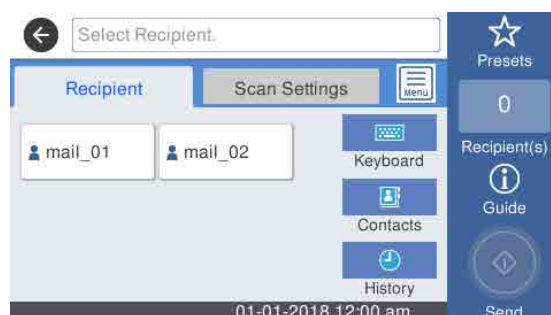 Select Recipient.
Presets
Recipient
Scan Settings
Menu
0
Recipient(s)
mail_01
mail_02
Keyboard
Guide
Contacts
History
01-01-2018 12:00 am
Send